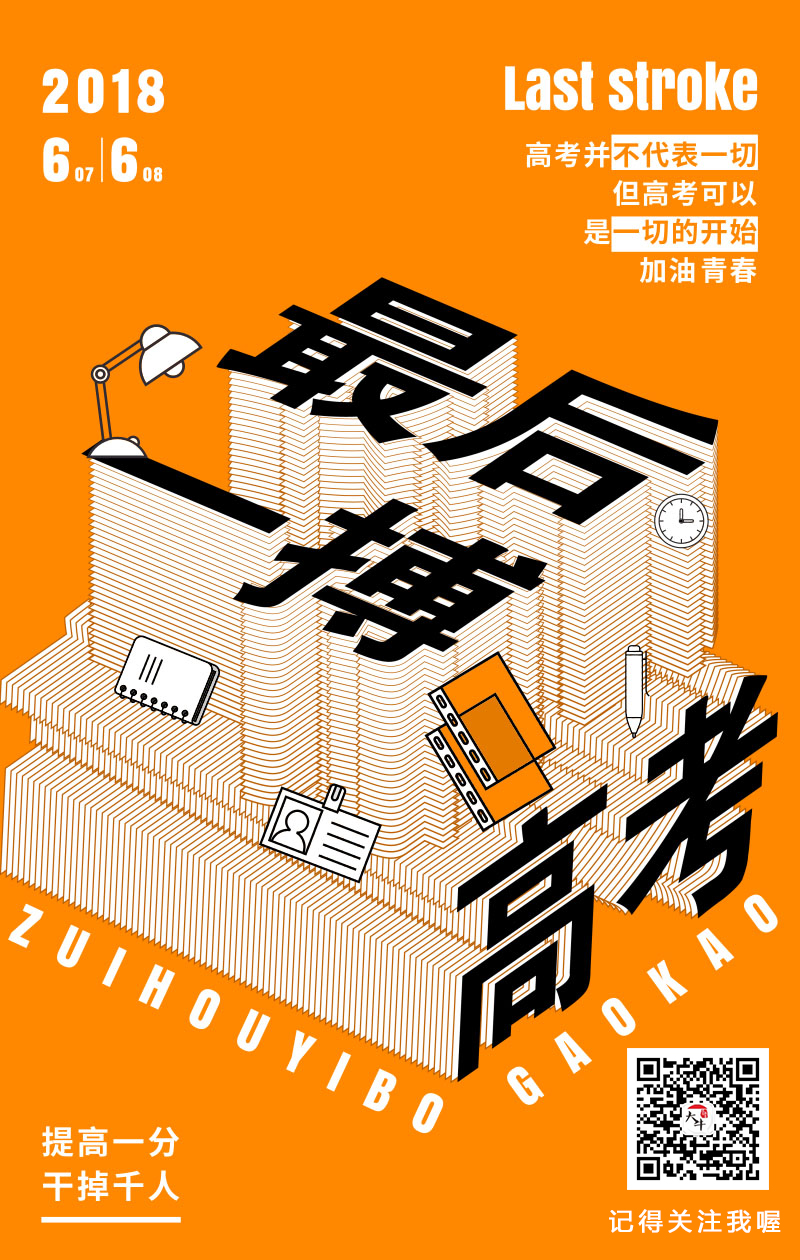 2018
6 07 | 6 08
Last stroke
高考并不代表一切
但高考可以
是一切的开始
加油青春
最后
一搏
高考
ZUIHOUYIBO GAOKAO
提高一分
干掉千人
大斗
记得关注我喔